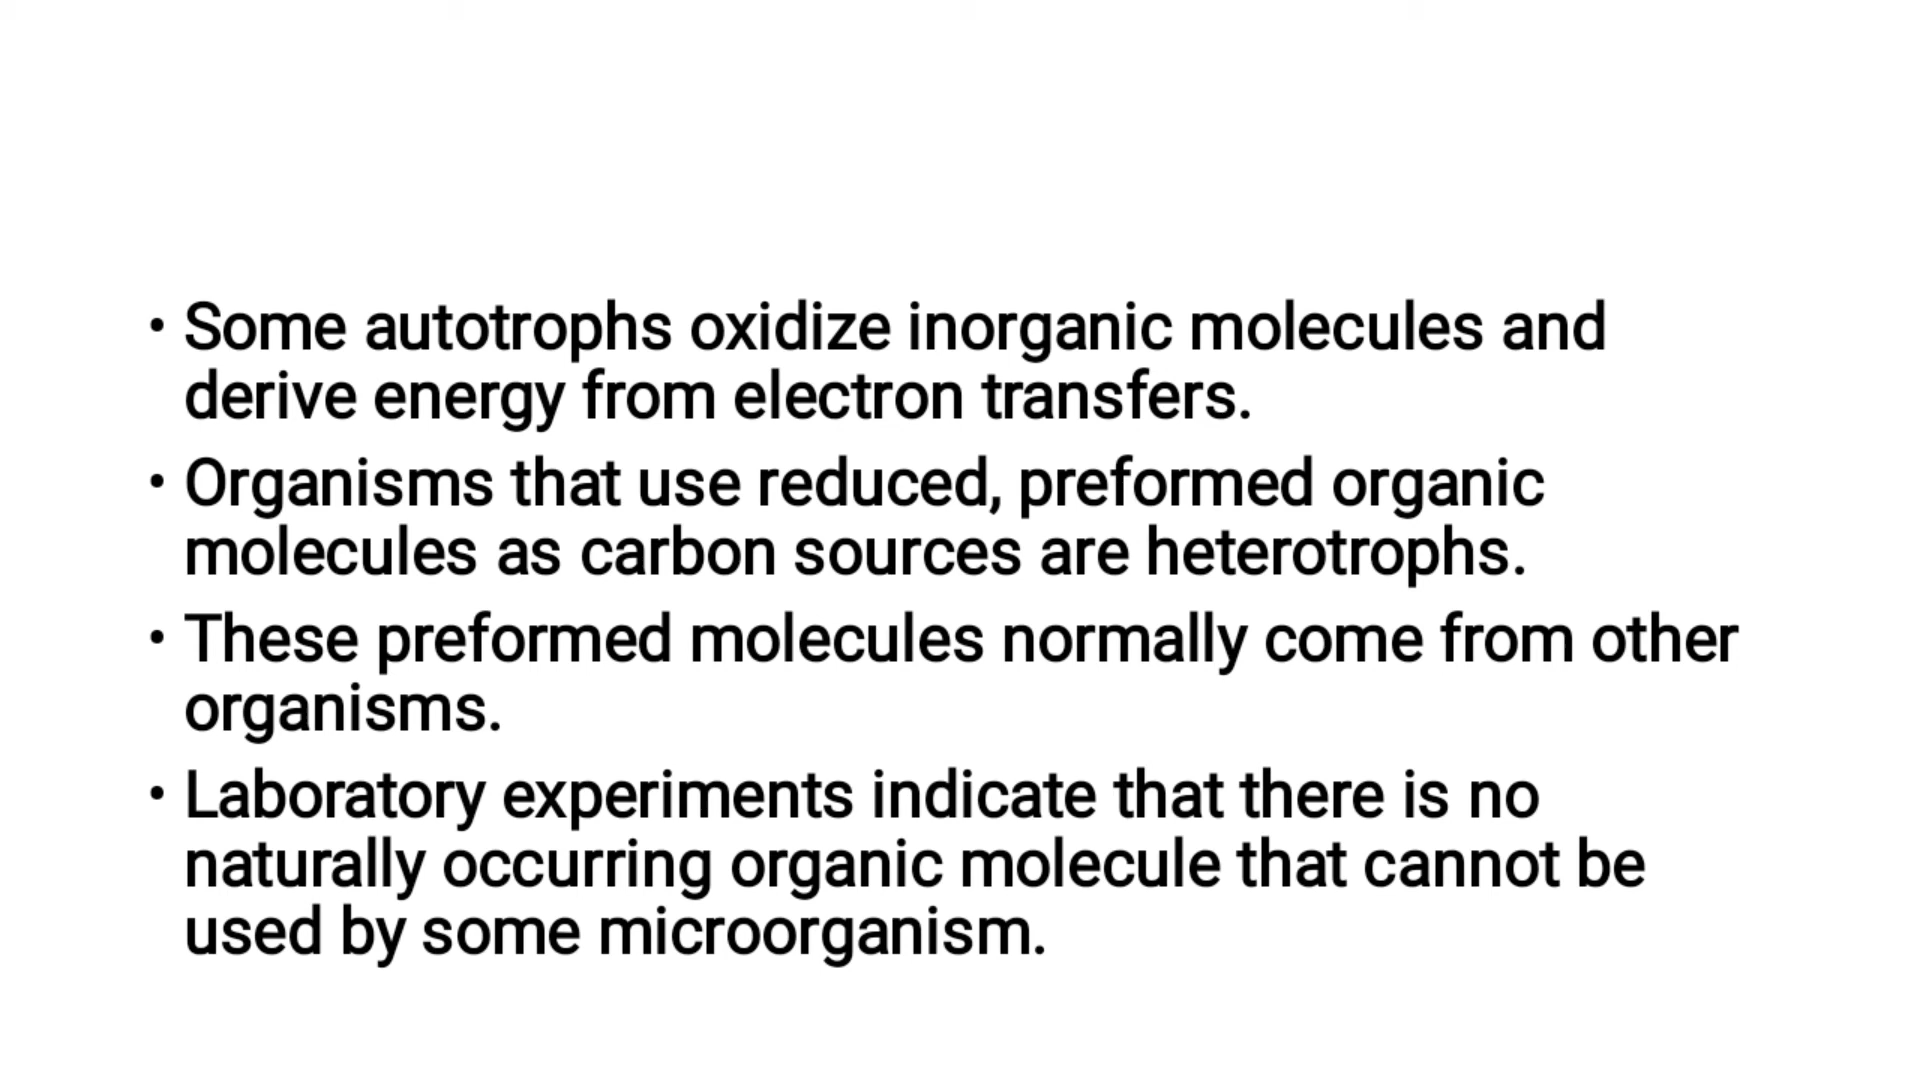 • Some autotrophs oxidize inorganic molecules and
derive energy from electron transfers.
• Organisms that use reduced, preformed organic
molecules as carbon sources are heterotrophs.
• These preformed molecules normally come from other
organisms.
• Laboratory experiments indicate that there is no
naturally occurring organic molecule that cannot be
used by some microorganism.